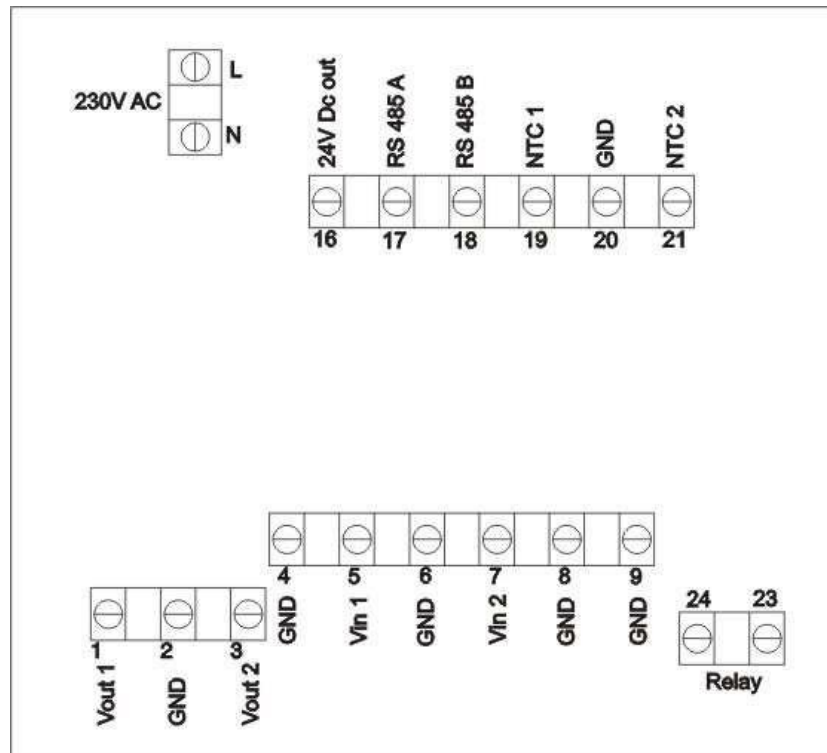 L
230V AC
N
24V Dc out
RS 485 A
RS 485 B
NTC 1
GND
NTC 2
16 17 18 19 20 21
4 5 6 7 8 9
GND
Vin 1
GND
Vin 2
GND
GND
1 2 3
Vout 1
GND
Vout 2
24 23
Relay